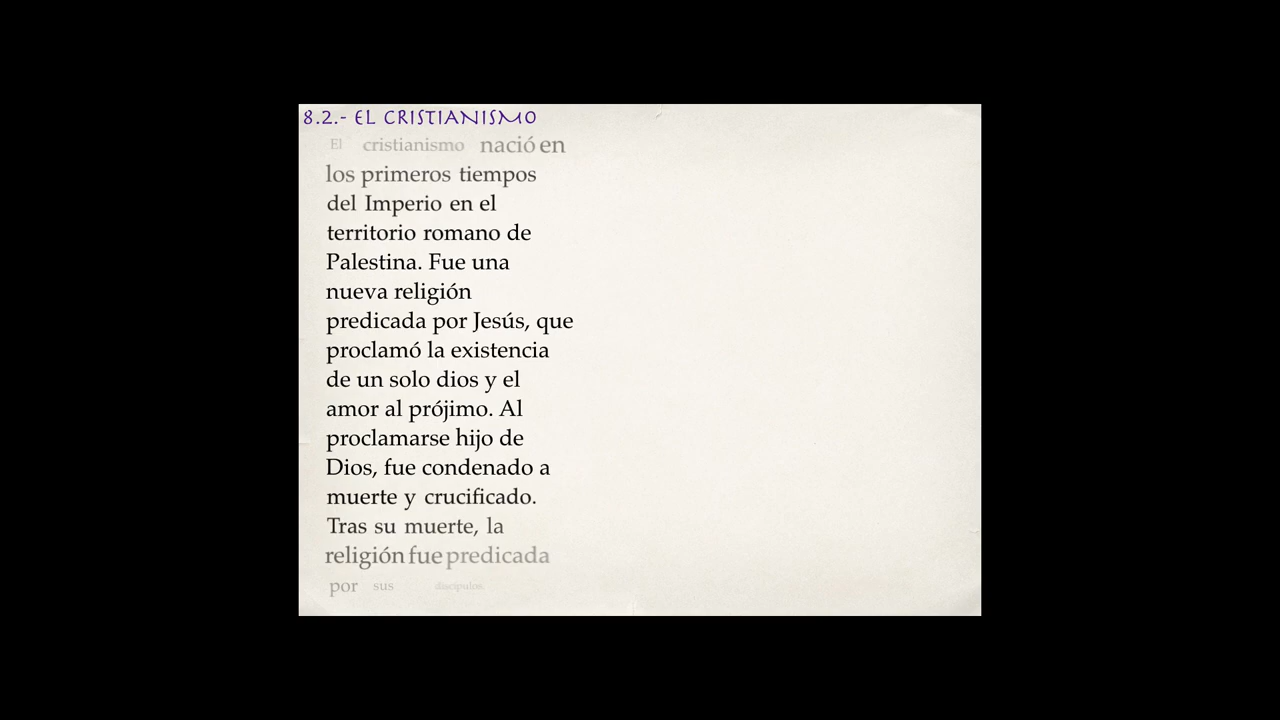 8.2.- EL CRISTIANISMO
El cristianismo nació en
los primeros tiempos
del Imperio en el
territorio romano de
Palestina. Fue una
nueva religión
predicada por Jesús, que
proclamó la existencia
de un solo dios y el
amor al prójimo. Al
proclamarse hijo de
Dios, fue condenado a
muerte y crucificado.
Tras su muerte, la
religión fue predicada
por sus discípulos